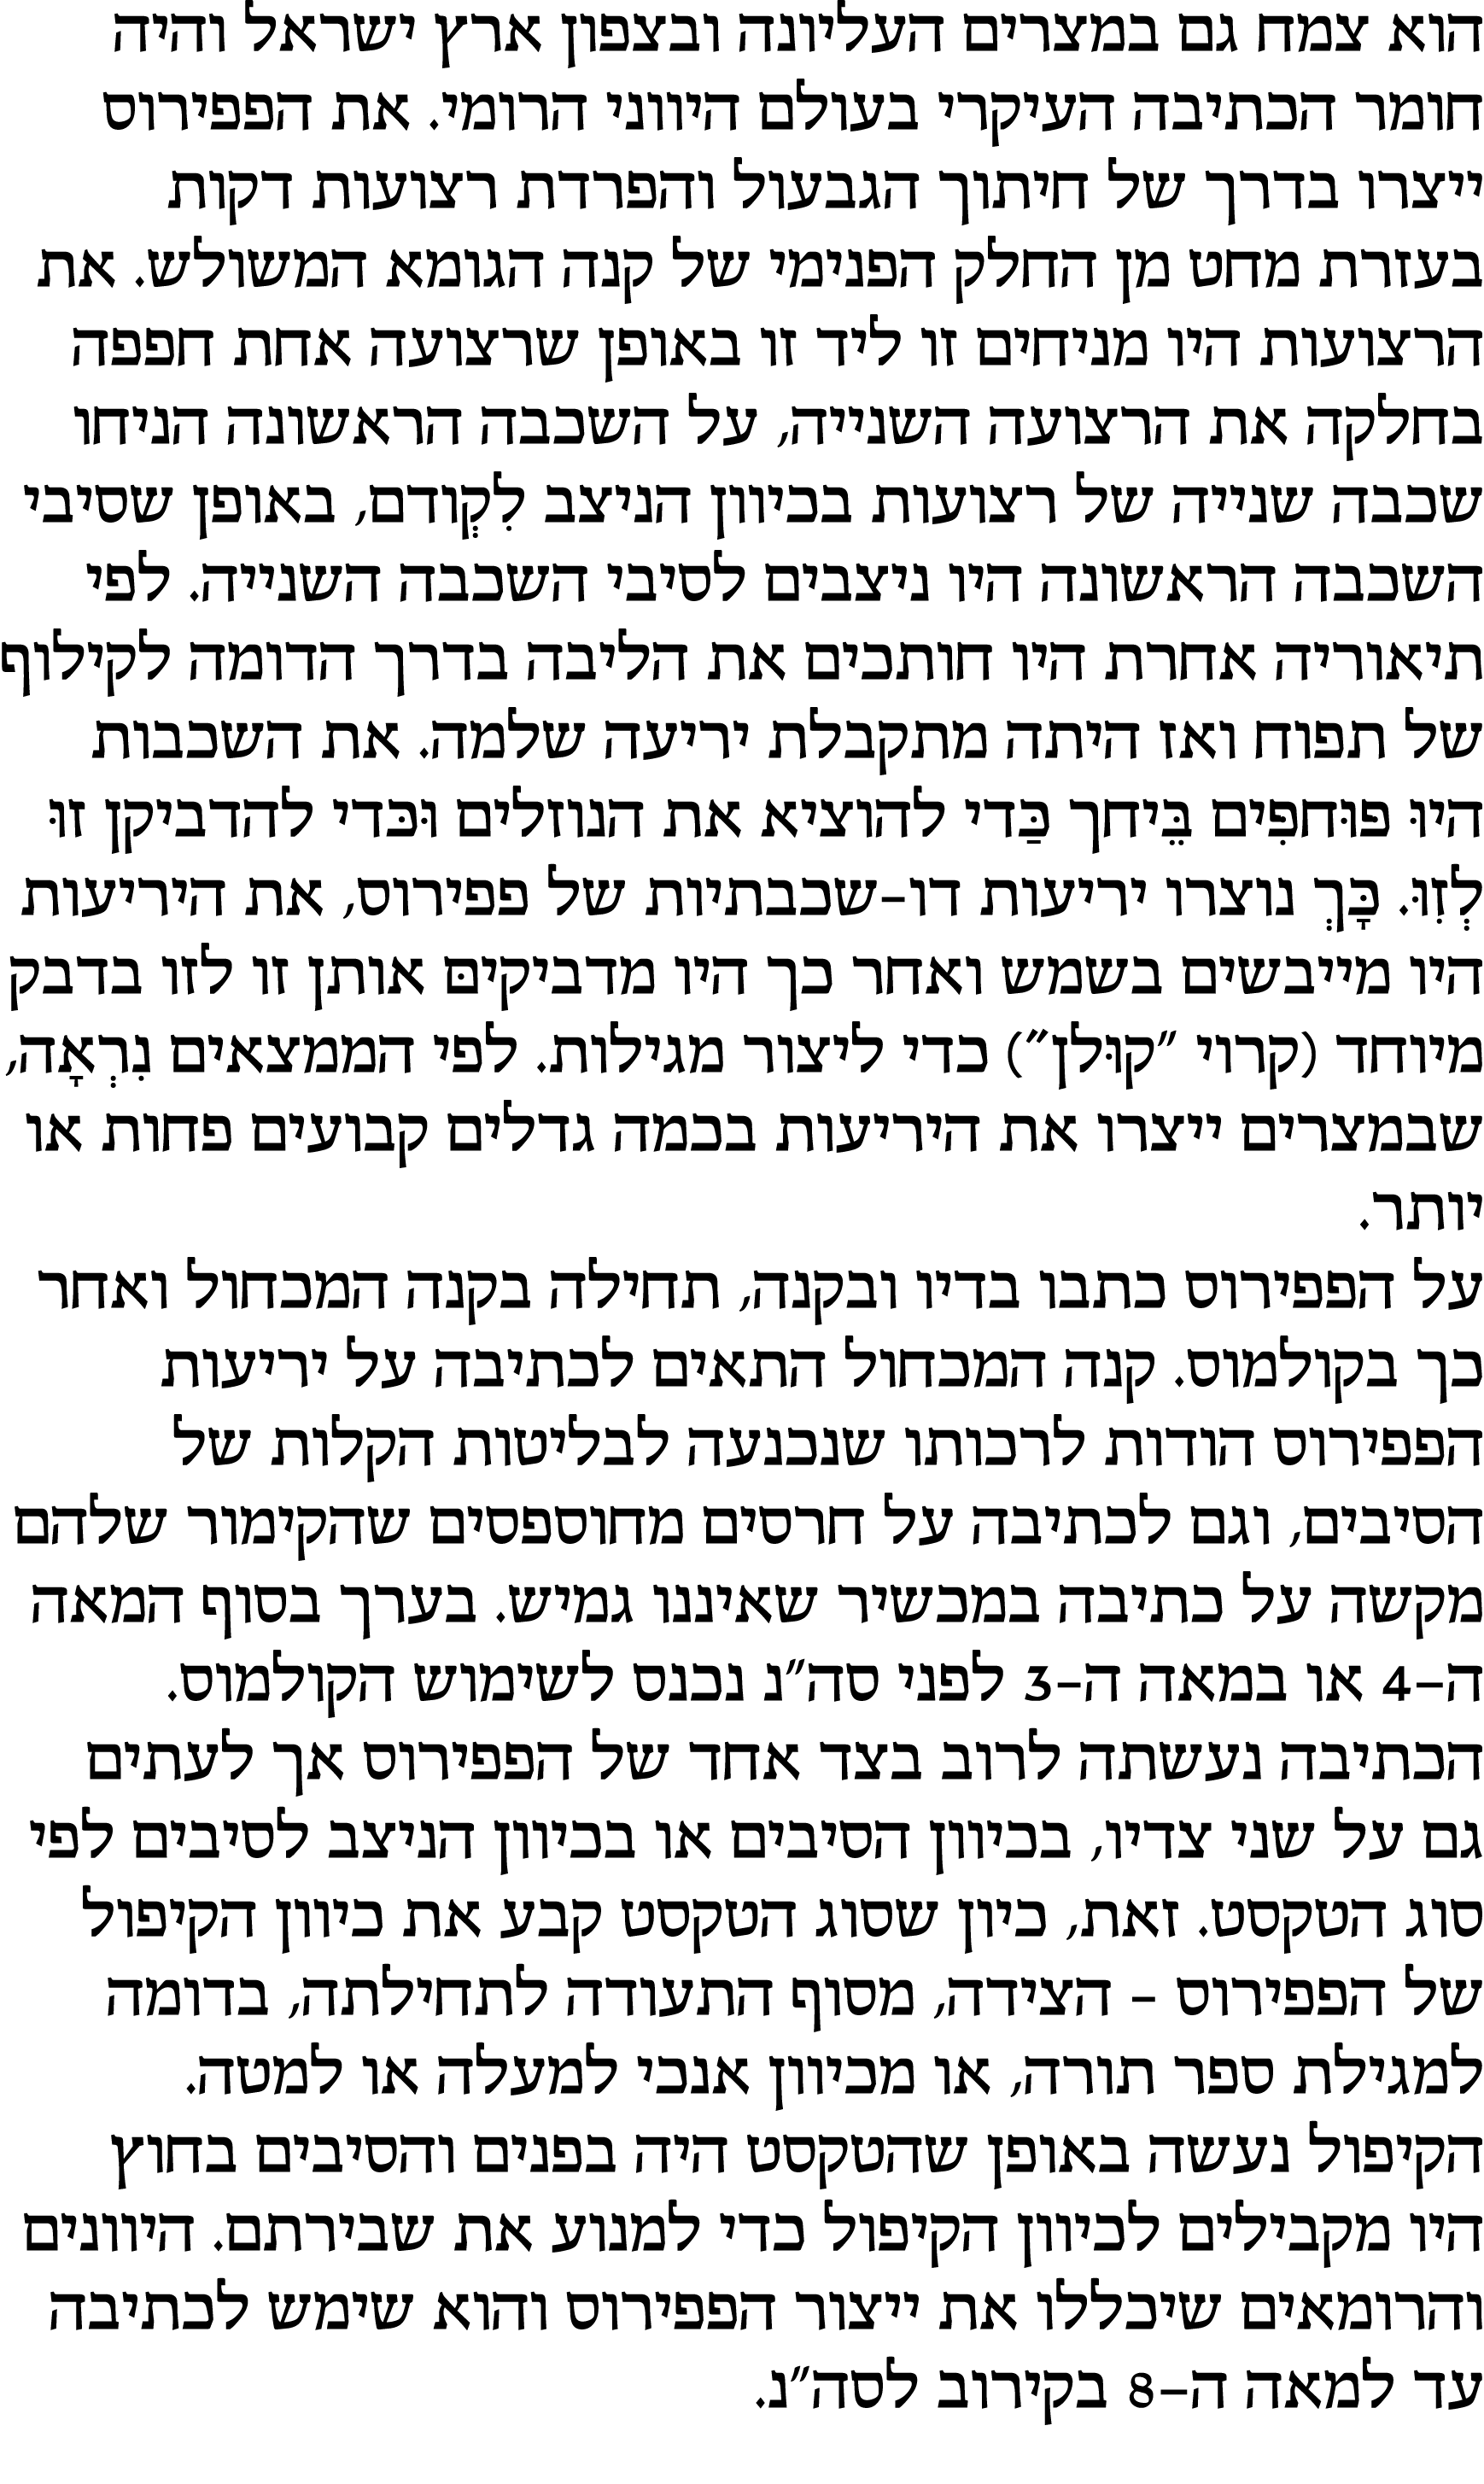 הוא צמח גם במצרים העליונה ובצפון ארץ ישראל והיה
חומר הכתיבה העיקרי בעולם היווני הרומי. את הפפירוס
ייצרו בדרך של חיתוך הגבעול והפרדת רצועות דקות
בעזרת מחט מן החלק הפנימי של קנה הגומא המשולש. את
הרצועות היו מניחים זו ליד זו באופן שרצועה אחת חפפה
בחלקה את הרצועה השנייה, על השכבה הראשונה הניחו
שכבה שנייה של רצועות בכיוון הניצב לִקְודם, באופן שסיבי
השכבה הראשונה היו ניצבים לסיבי השכבה השנייה. לפי
תיאוריה אחרת היו חותכים את הליבה בדרך הדומה לקילוף
של תפוח ואז היתה מתקבלת יריעה שלמה. את השכבות
היוּ פוּחפִים בֵּיחך כַּדי להוציא את הנוזלים וּכּדי להדביקן זוּ
לְזִוּ. כָּךְ נוצרו יריעות דו-שכבתיות של פפירוס, את היריעות
היו מייבשים בשמש ואחר כך היו מדביקיםּ אותן זו לזו בדבק
מיוחד (קרוי "קוּלן") כדי ליצור מגילות. לפי הממצאים נִרְאָה,
שבמצרים ייצרו את היריעות בכמה גדלים קבועים פחות או
יותר.
על הפפירוס כתבו בדיו ובקנה, תחילה בקנה המכחול ואחר
כך בקולמוס. קנה המכחול התאים לכתיבה על יריעות
הפפירוס הודות לרכותו שנכנעה לבליטות הקלות של
הסיבים, וגם לכתיבה על חרסים מחוספסים שהקימור שלהם
מקשה על כתיבה במכשיר שאיננו גמיש. בערך בסוף המאה
ה-4 או במאה ה-3 לפני סה"נ נכנס לשימוש הקולמוס.
הכתיבה נעשתה לרוב בצד אחד של הפפירוס אך לעתים
גם על שני צדיו, בכיוון הסיבים או בכיוון הניצב לסיבים לפי
סוג הטקסט. זאת, כיון שסוג הטקסט קבע את כיוון הקיפול
של הפפירוס - הצידה, מסוף התעודה לתחילתה, בדומה
למגילת ספר תורה, או מכיוון אנכי למעלה או למטה.
הקיפול נעשה באופן שהטקסט היה בפנים והסיבים בחוץ
היו מקבילים לכיוון הקיפול כדי למנוע את שבירתם. היוונים
והרומאים שיכללו את ייצור הפפירוס והוא שימש לכתיבה
עד למאה ה-8 בקירוב לסה"נ.